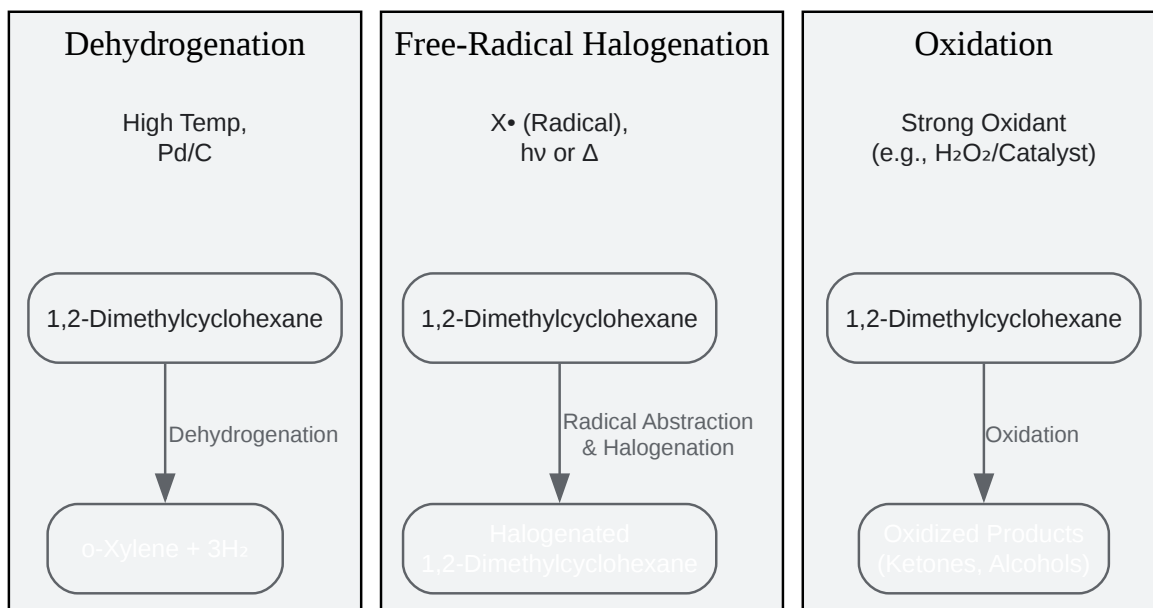 Dehydrogenation
High Temp,
Pd/C
1,2-Dimethylcyclohexane
Dehydrogenation
o-Xylene + 3H₂
Free-Radical Halogenation
X• (Radical),
hν or Δ
1,2-Dimethylcyclohexane
Radical Abstraction
& Halogenation
Halogenated
1,2-Dimethylcyclohexane
Oxidation
Strong Oxidant
(e.g., H₂O₂/Catalyst)
1,2-Dimethylcyclohexane
Oxidation
Oxidized Products
(Ketones, Alcohols)